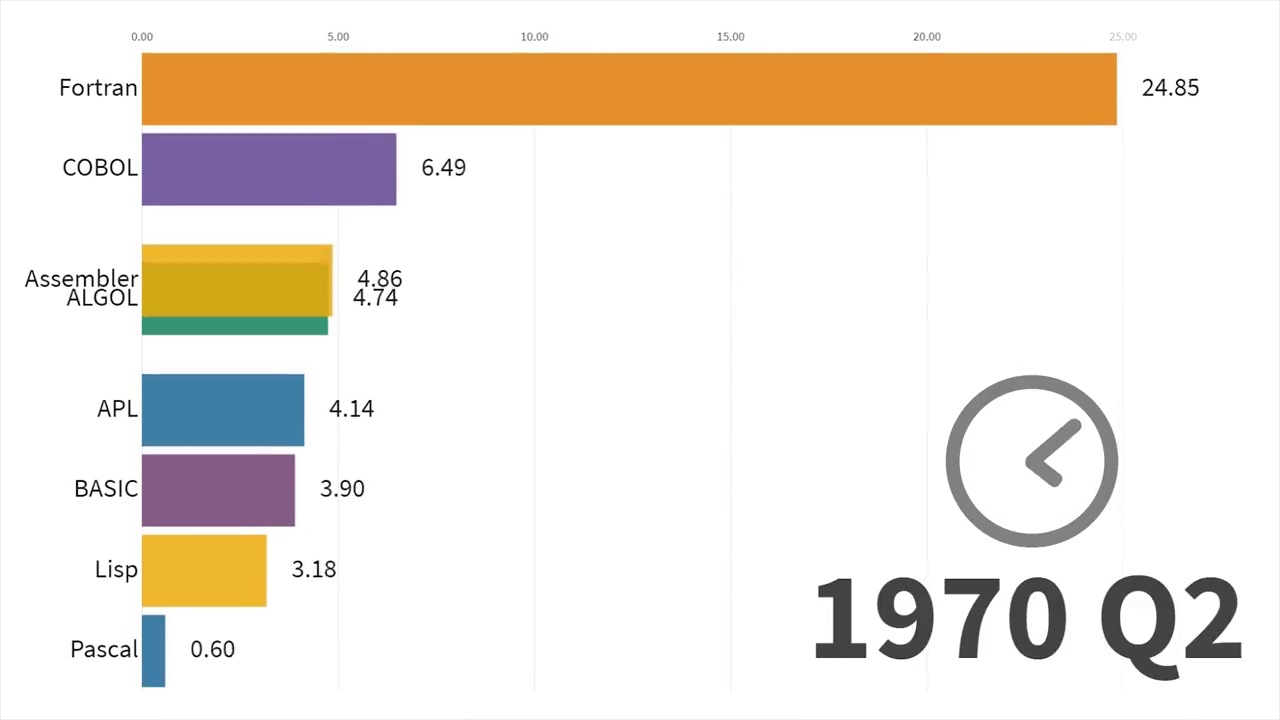 0.00 5.00 10.00 15.00 20.00 25.00
Fortran 24.85
COBOL 6.49
Assembler 4.86
ALGOL 4.74
APL 4.14
BASIC 3.90
Lisp 3.18
Pascal 0.60
1970 Q2